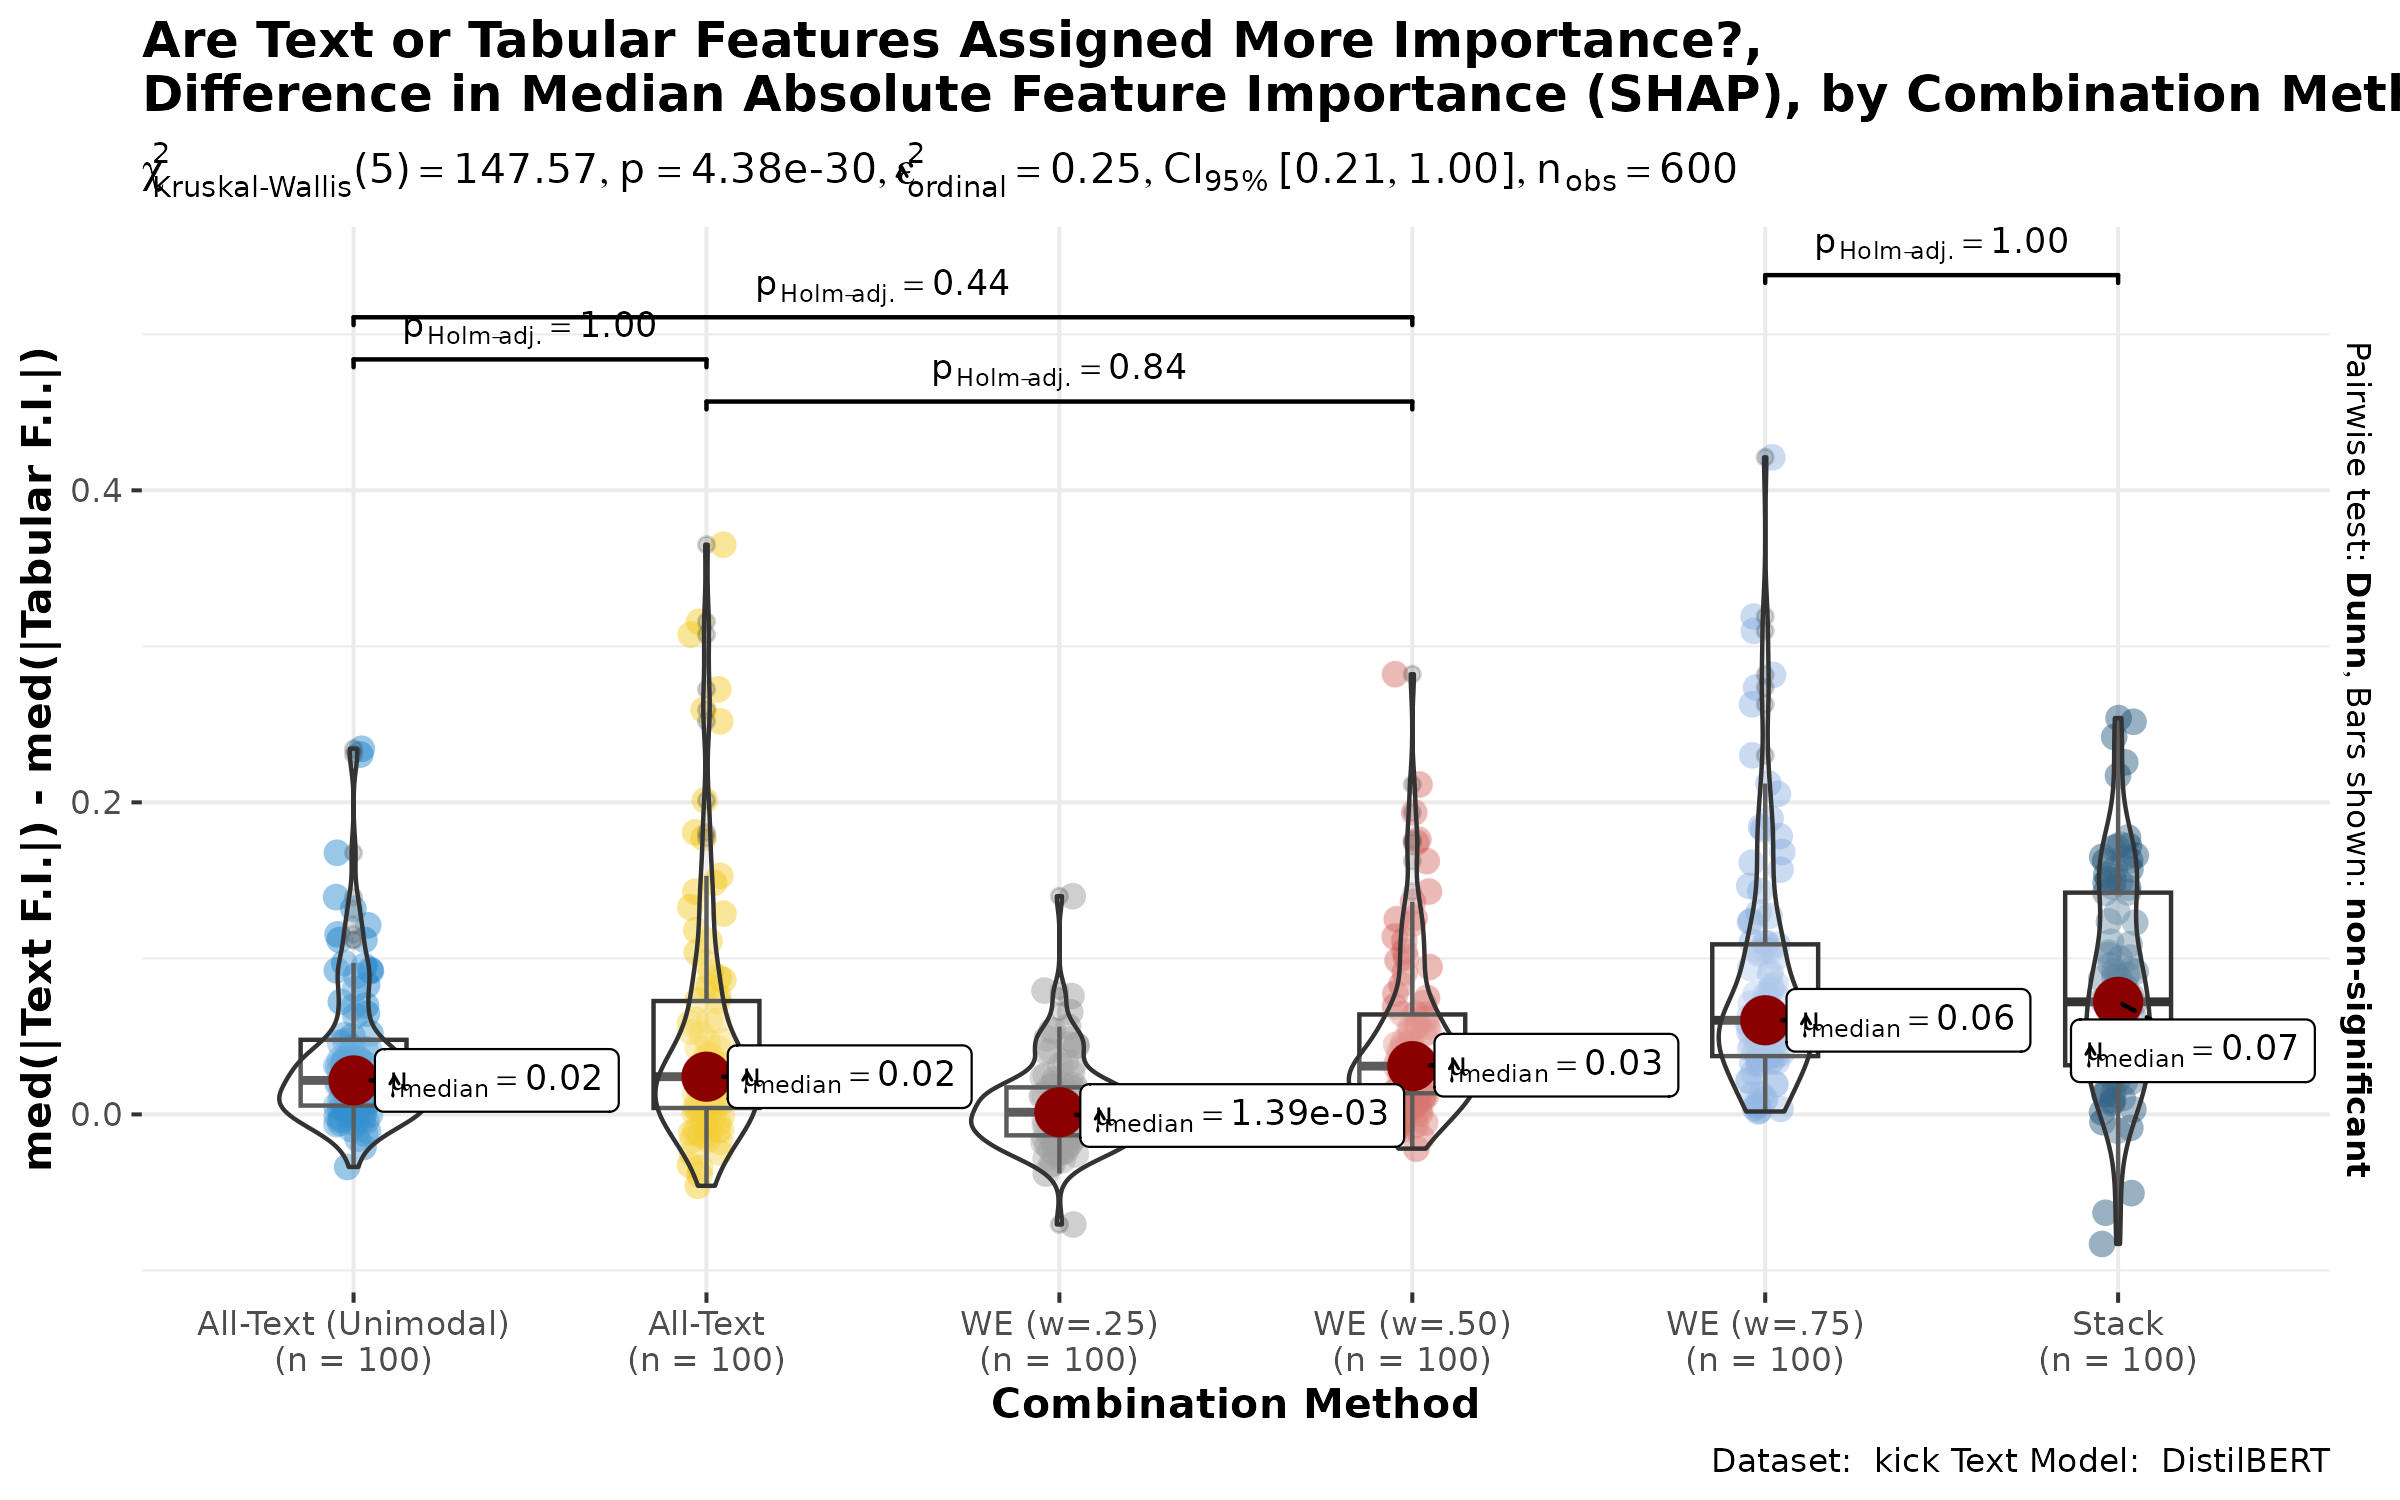 Are Text or Tabular Features Assigned More Importance?,
Difference in Median Absolute Feature Importance (SHAP), by Combination Meth
χ²Kruskal-Wallis(5) = 147.57, p = 4.38e-30, ε²ordinal = 0.25, CI95% [0.21, 1.00], nobs = 600
pHolm-adj. = 1.00
pHolm-adj. = 0.44
pHolm-adj. = 1.00
pHolm-adj. = 0.84
med(|Text F.I.|) - med(|Tabular F.I.|)
0.4
0.2
0.0
μ̂median = 0.02
μ̂median = 0.02
μ̂median = 1.39e-03
μ̂median = 0.03
μ̂median = 0.06
μ̂median = 0.07
Pairwise test: Dunn, Bars shown: non-significant
All-Text (Unimodal)
(n = 100)
All-Text
(n = 100)
WE (w=.25)
(n = 100)
WE (w=.50)
(n = 100)
WE (w=.75)
(n = 100)
Stack
(n = 100)
Combination Method
Dataset:  kick Text Model:  DistilBERT